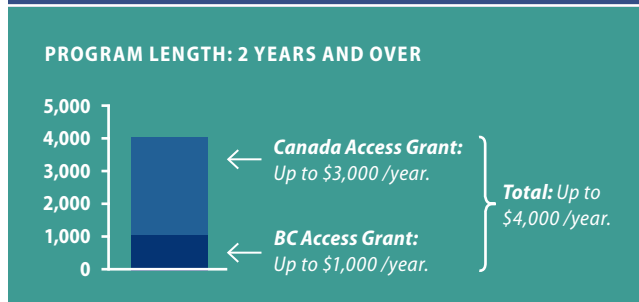 PROGRAM LENGTH: 2 YEARS AND OVER
5,000
4,000
3,000
2,000
1,000
0
Canada Access Grant:
Up to $3,000 /year.
BC Access Grant:
Up to $1,000 /year.
Total: Up to
$4,000 /year.